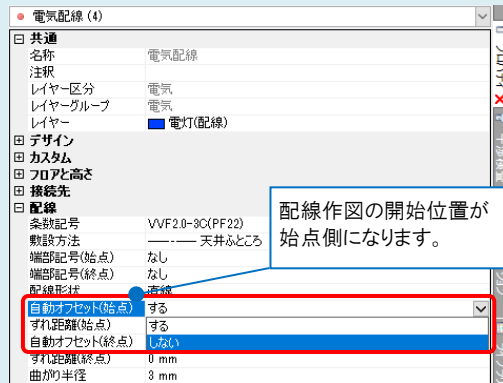 電気配線 (4)
共通
名称 電気配線
注釈
レイヤー区分 電気
レイヤーグループ 電気
レイヤー 電灯(配線)
デザイン
カスタム
フロアと高さ
接続先
配線
条数記号 VVF2.0-3C(PF22)
敷設方法 天井ふところ
端部記号(始点) なし
端部記号(終点) なし
配線形状 直線
自動オフセット(始点) する
ずれ距離(始点) する
自動オフセット(終点) しない
ずれ距離(終点) 0 mm
曲がり半径 3 mm
配線作図の開始位置が
始点側になります。
プロパティ